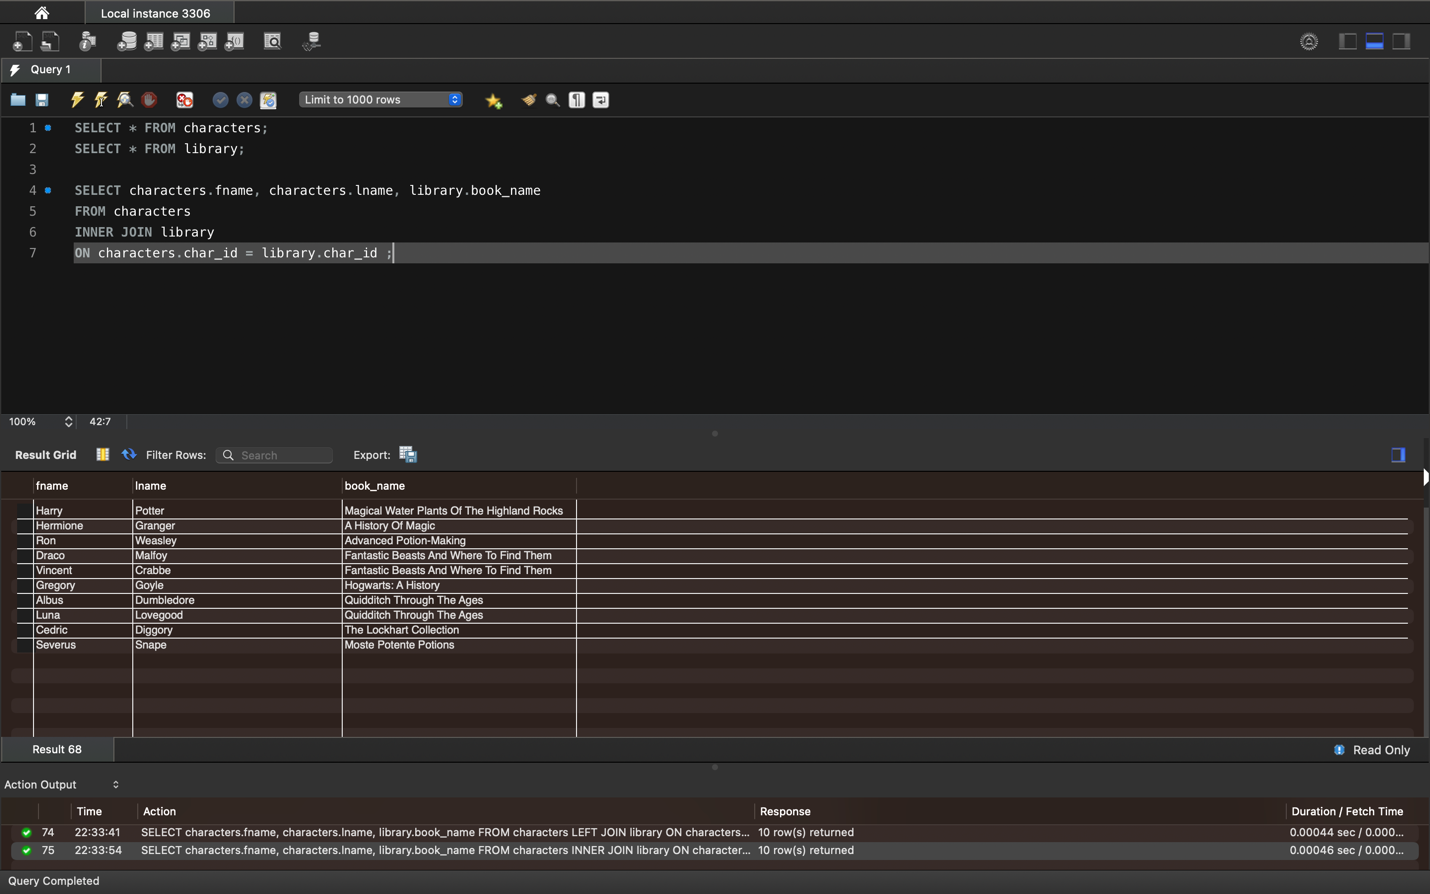 Local instance 3306
Query 1
Limit to 1000 rows
1 SELECT * FROM characters;
2 SELECT * FROM library;
3
4 SELECT characters.fname, characters.lname, library.book_name
5 FROM characters
6 INNER JOIN library
7 ON characters.char_id = library.char_id ;
100% 42:7
Result Grid Filter Rows: Search Export:
fname lname book_name
Harry Potter Magical Water Plants Of The Highland Rocks
Hermione Granger A History Of Magic
Ron Weasley Advanced Potion-Making
Draco Malfoy Fantastic Beasts And Where To Find Them
Vincent Crabbe Fantastic Beasts And Where To Find Them
Gregory Goyle Hogwarts: A History
Albus Dumbledore Quidditch Through The Ages
Luna Lovegood Quidditch Through The Ages
Cedric Diggory The Lockhart Collection
Severus Snape Moste Potente Potions
Result 68 Read Only
Action Output
Time Action Response Duration / Fetch Time
74 22:33:41 SELECT characters.fname, characters.lname, library.book_name FROM characters LEFT JOIN library ON characters... 10 row(s) returned 0.00044 sec / 0.000...
75 22:33:54 SELECT characters.fname, characters.lname, library.book_name FROM characters INNER JOIN library ON character... 10 row(s) returned 0.00046 sec / 0.000...
Query Completed